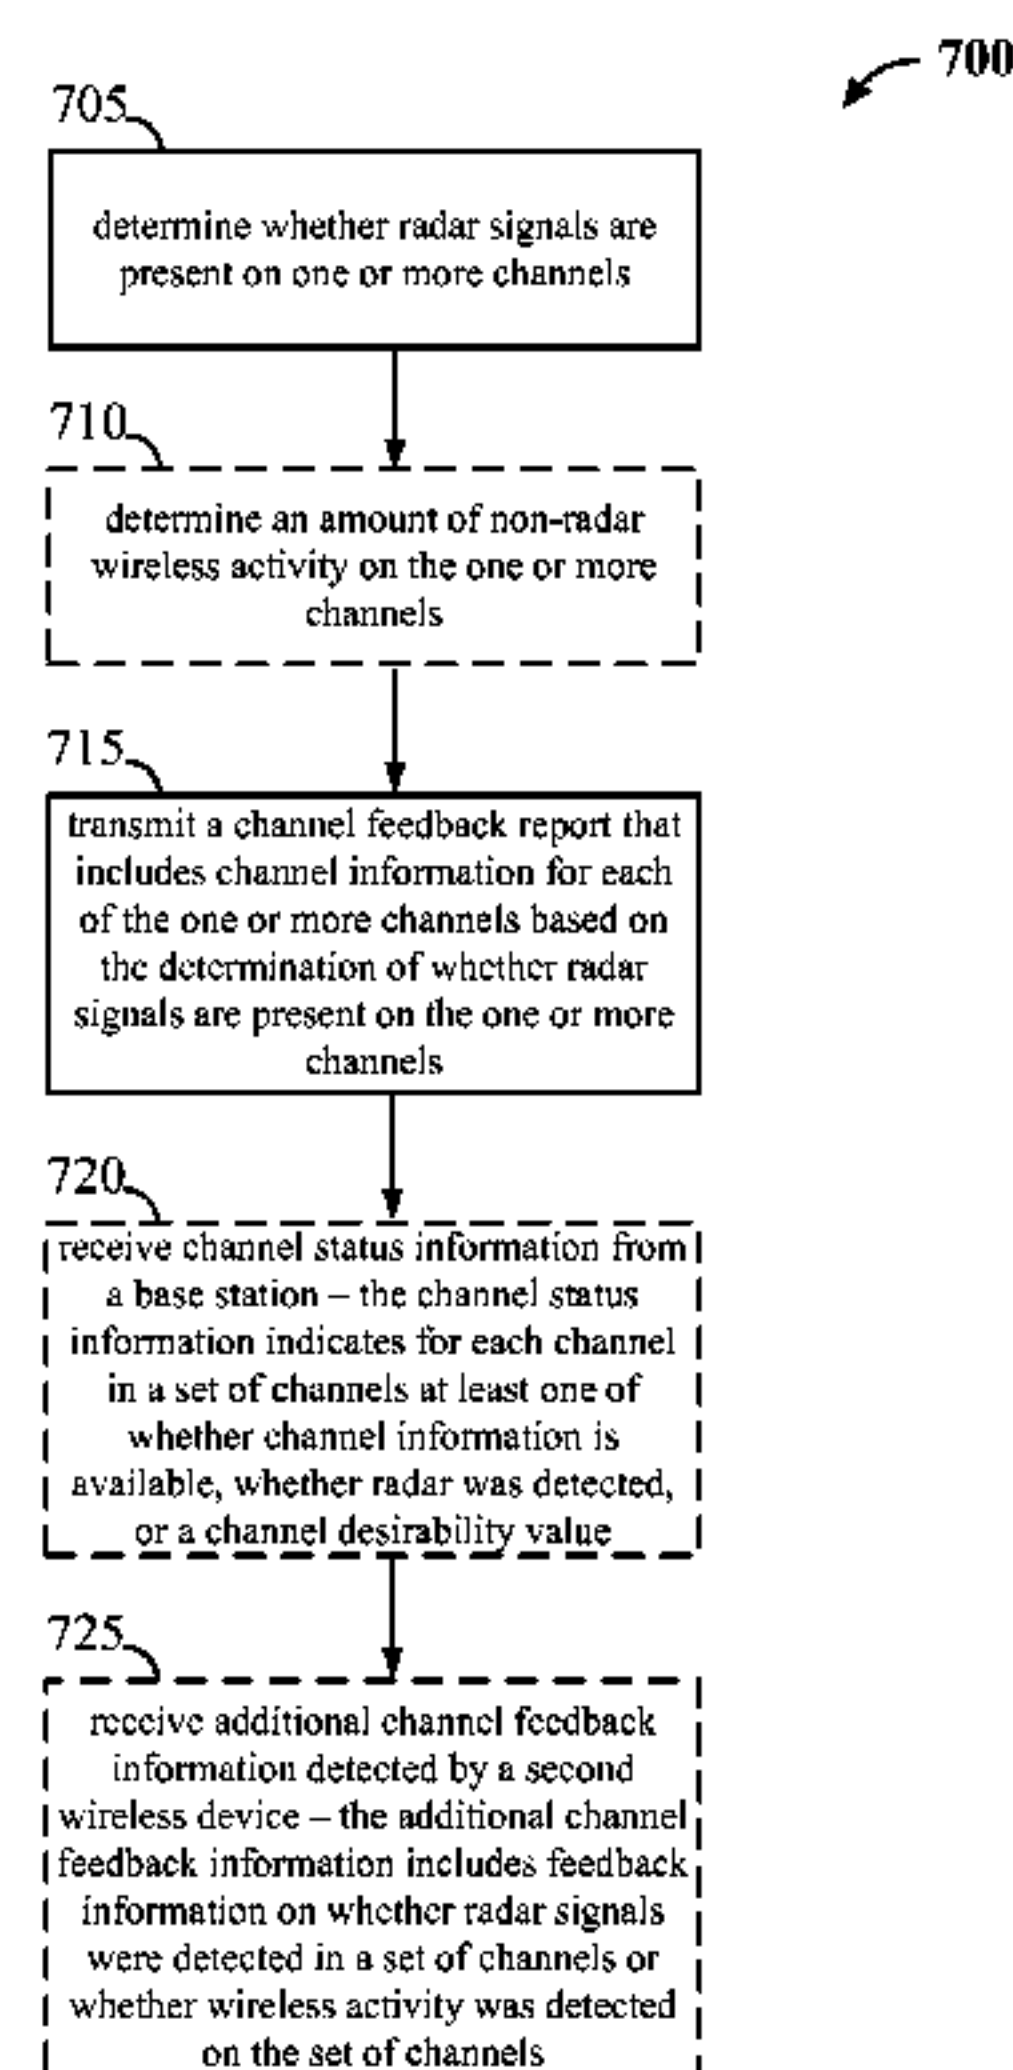 700
705
determine whether radar signals are
present on one or more channels
710
determine an amount of non-radar
wireless activity on the one or more
channels
715
transmit a channel feedback report that
includes channel information for each
of the one or more channels based on
the determination of whether radar
signals are present on the one or more
channels
720
receive channel status information from
a base station – the channel status
information indicates for each channel
in a set of channels at least one of
whether channel information is
available, whether radar was detected,
or a channel desirability value
725
receive additional channel feedback
information detected by a second
wireless device – the additional channel
feedback information includes feedback
information on whether radar signals
were detected in a set of channels or
whether wireless activity was detected
on the set of channels